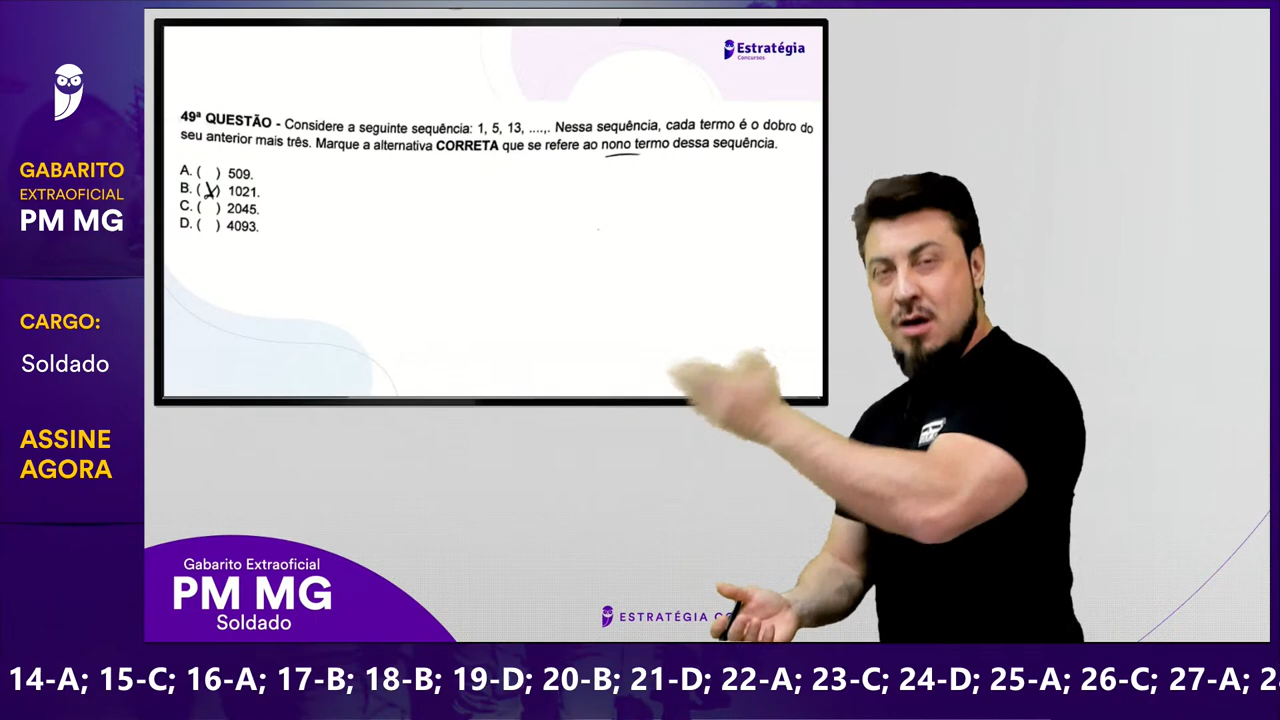 GABARITO
EXTRAOFICIAL
PM MG
CARGO:
Soldado
ASSINE
AGORA
Estratégia
Concursos
49ª QUESTÃO - Considere a seguinte sequência: 1, 5, 13, ....,. Nessa sequência, cada termo é o dobro do
seu anterior mais três. Marque a alternativa CORRETA que se refere ao nono termo dessa sequência.
A. ( ) 509.
B. (X) 1021.
C. ( ) 2045.
D. ( ) 4093.
Gabarito Extraoficial
PM MG
Soldado
ESTRATÉGIA
14-A; 15-C; 16-A; 17-B; 18-B; 19-D; 20-B; 21-D; 22-A; 23-C; 24-D; 25-A; 26-C; 27-A;